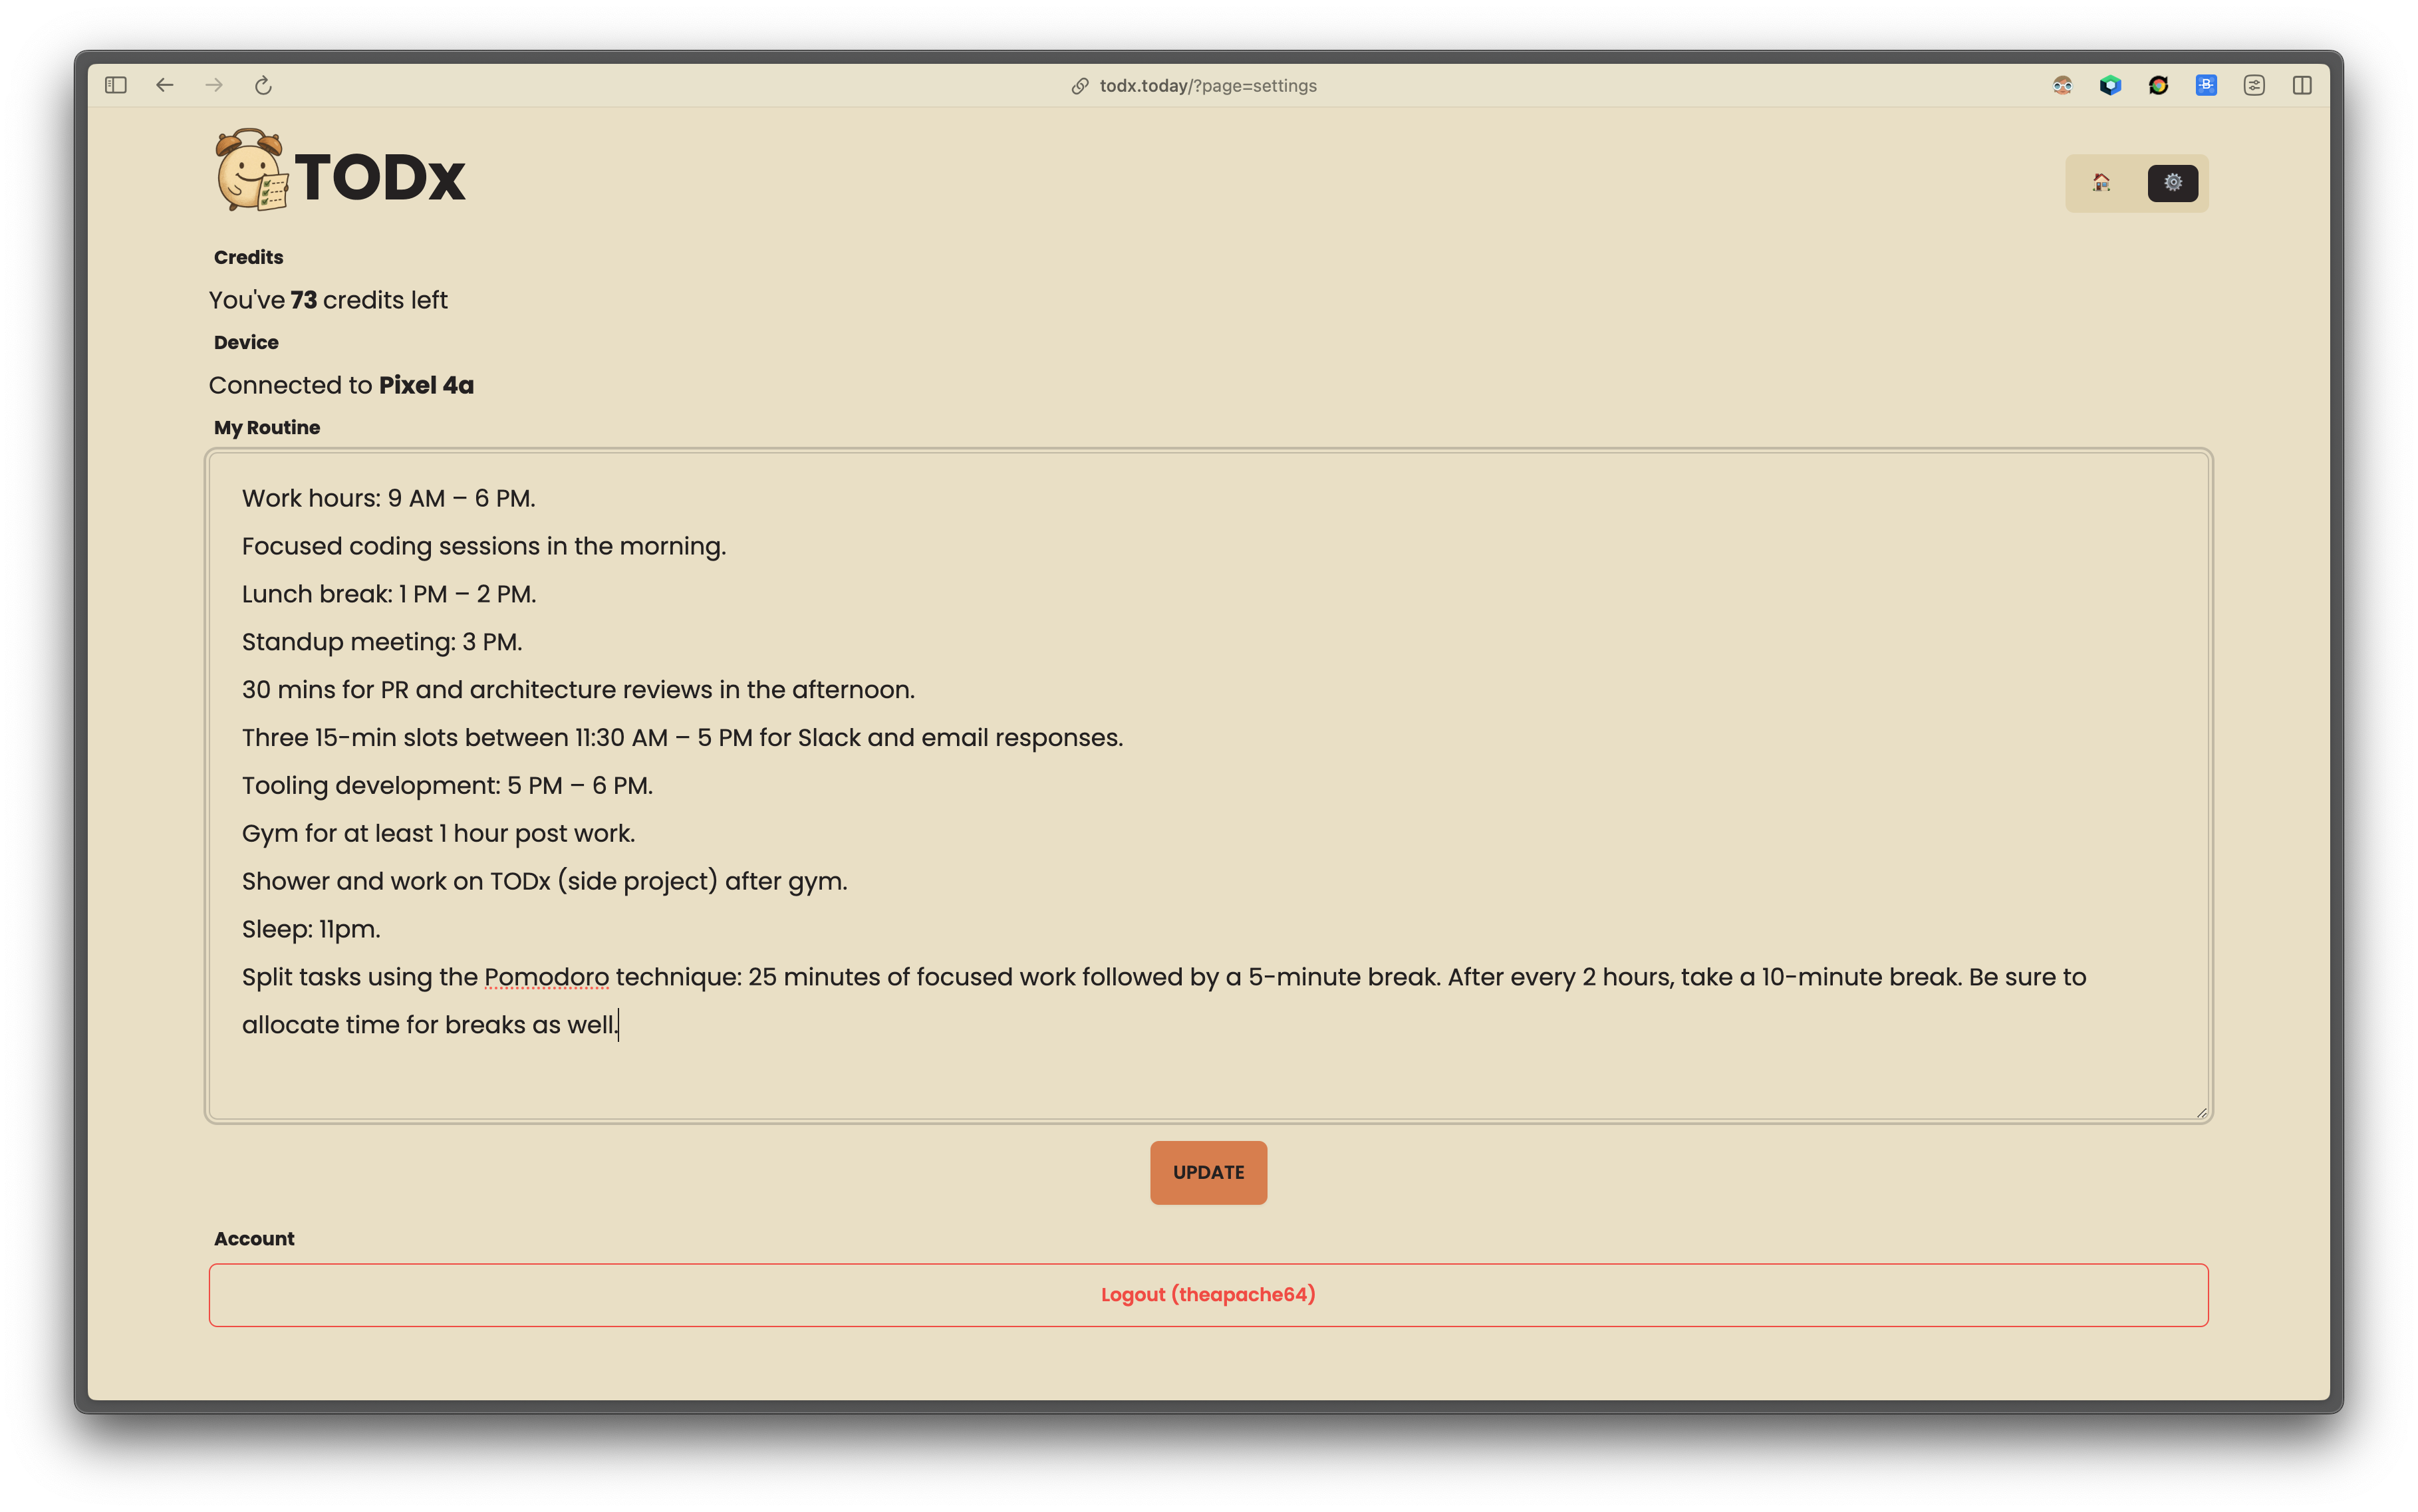 todx.today/?page=settings
TODx
Credits
You've 73 credits left
Device
Connected to Pixel 4a
My Routine
Work hours: 9 AM – 6 PM.
Focused coding sessions in the morning.
Lunch break: 1 PM – 2 PM.
Standup meeting: 3 PM.
30 mins for PR and architecture reviews in the afternoon.
Three 15-min slots between 11:30 AM – 5 PM for Slack and email responses.
Tooling development: 5 PM – 6 PM.
Gym for at least 1 hour post work.
Shower and work on TODx (side project) after gym.
Sleep: 11pm.
Split tasks using the Pomodoro technique: 25 minutes of focused work followed by a 5-minute break. After every 2 hours, take a 10-minute break. Be sure to
allocate time for breaks as well.
UPDATE
Account
Logout (theapache64)